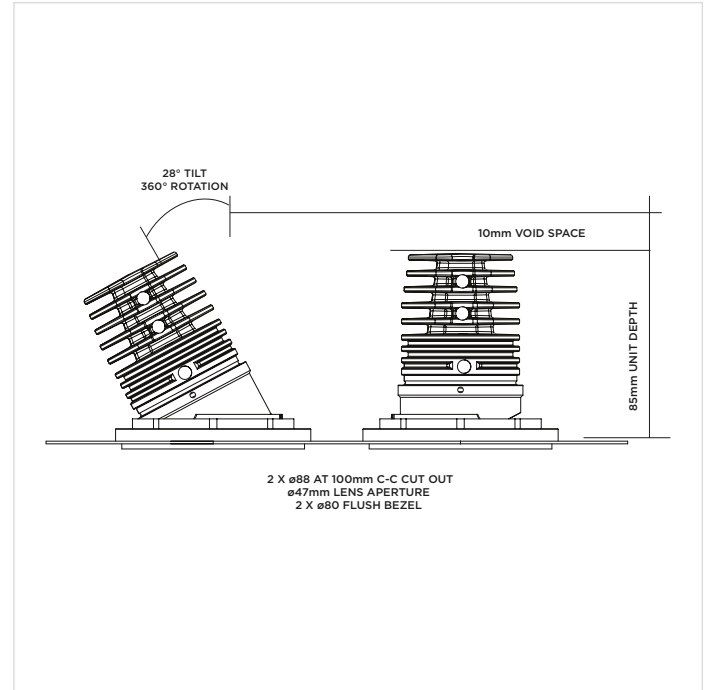 28° TILT
360° ROTATION
10mm VOID SPACE
85mm UNIT DEPTH
2 X ø88 AT 100mm C-C CUT OUT
ø47mm LENS APERTURE
2 X ø80 FLUSH BEZEL